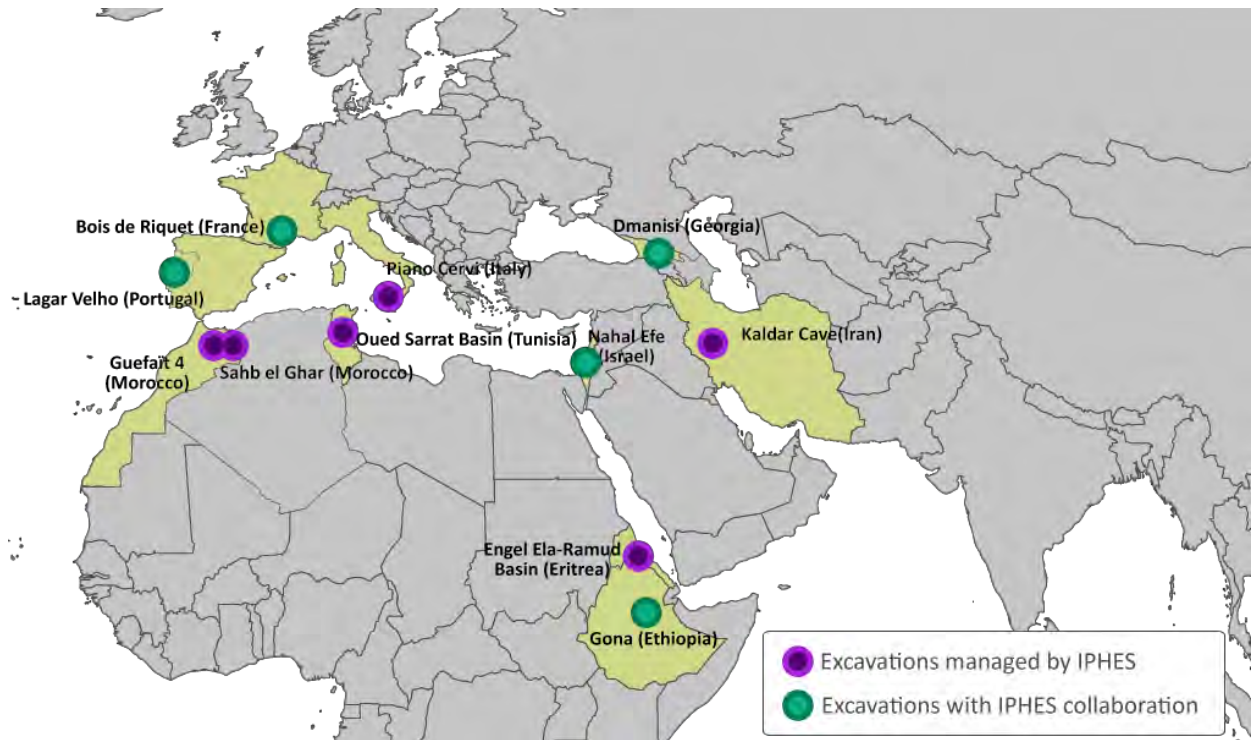 Bois de Riquet (France)
Dmanisi (Georgia)
Piano Cervi (Italy)
Lagar Velho (Portugal)
Oued Sarrat Basin (Tunisia)
Nahal Efe
(Israel)
Kaldar Cave(Iran)
Guefait 4
(Morocco)
Sahb el Ghar (Morocco)
Engel Ela-Ramud
Basin (Eritrea)
Gona (Ethiopia)
Excavations managed by IPHES
Excavations with IPHES collaboration